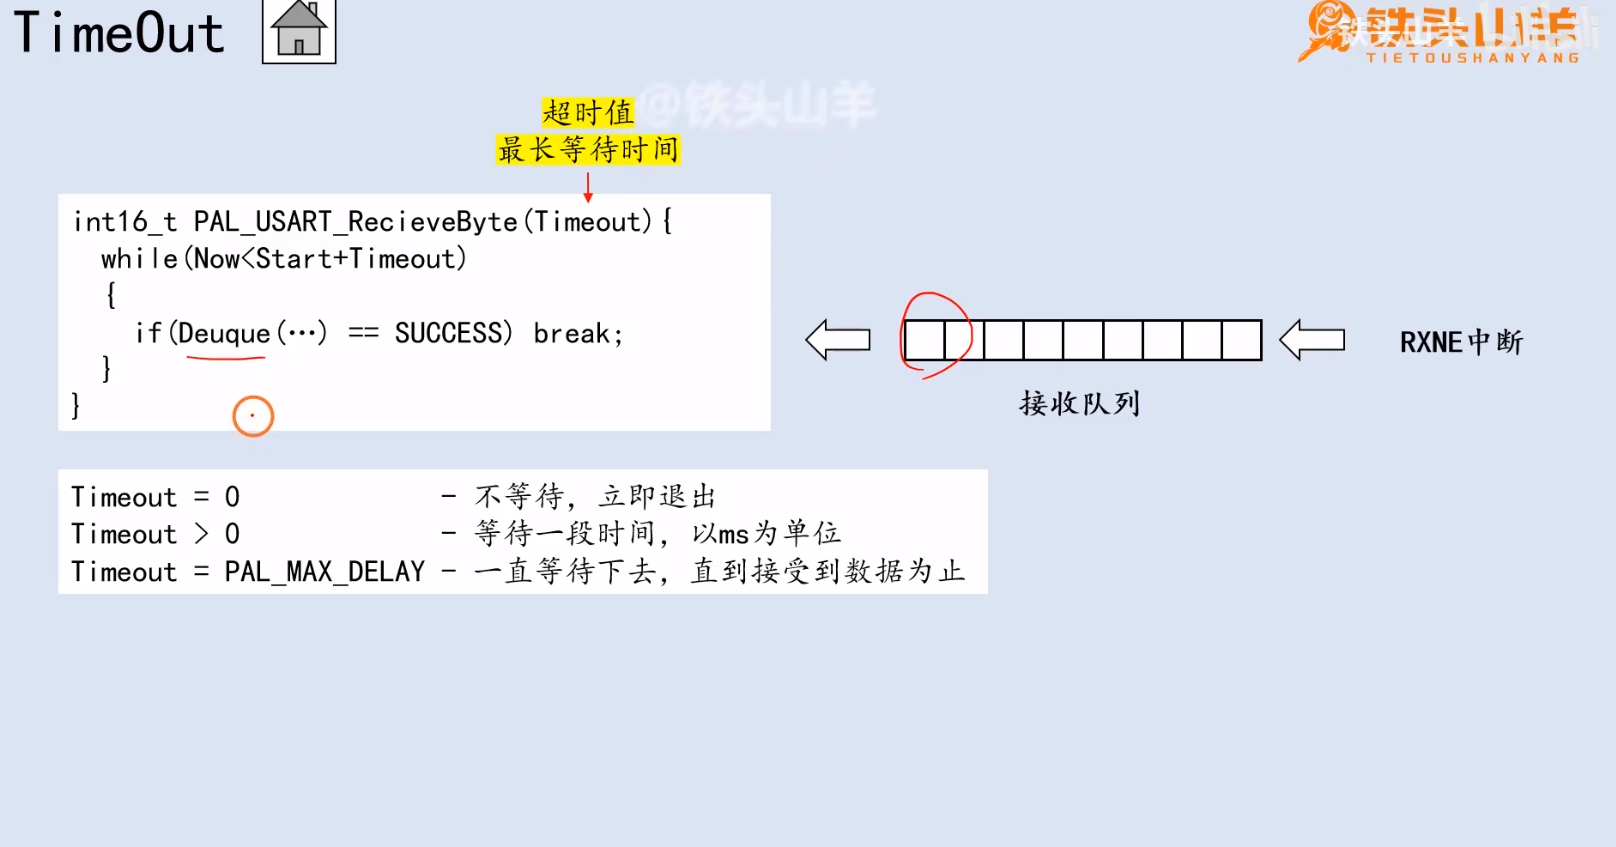 TimeOut
铁头山羊
TIETOUSHANYANG
@铁头山羊
超时值
最长等待时间
int16_t PAL_USART_RecieveByte(Timeout){
while(Now<Start+Timeout)
{
if(Deuque(…) == SUCCESS) break;
}
}
RXNE中断
接收队列
Timeout = 0 - 不等待，立即退出
Timeout > 0 - 等待一段时间，以ms为单位
Timeout = PAL_MAX_DELAY - 一直等待下去，直到接受到数据为止